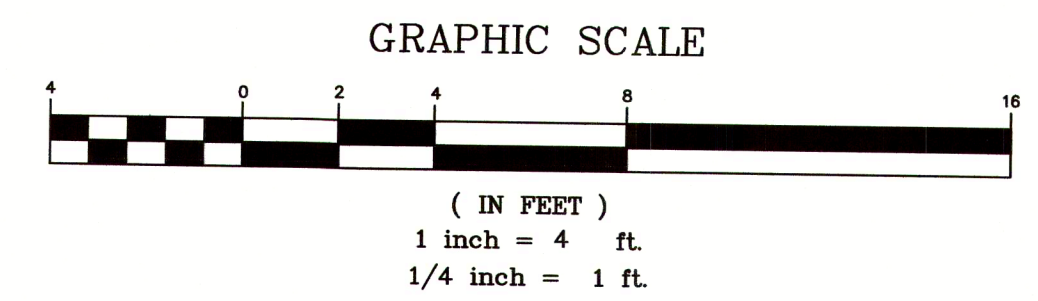 GRAPHIC SCALE
4 0 2 4 8 16
( IN FEET )
1 inch = 4 ft.
1/4 inch = 1 ft.